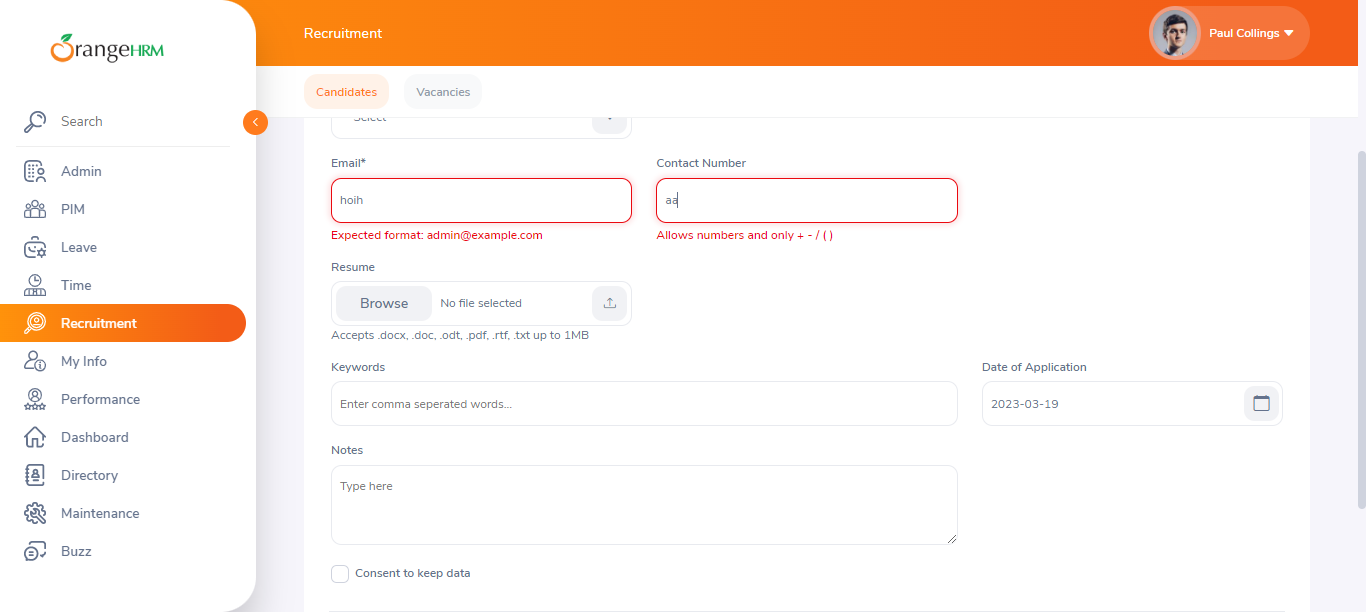 OrangeHRM
Recruitment
Paul Collings
Candidates
Vacancies
Search
Admin
PIM
Leave
Time
Recruitment
My Info
Performance
Dashboard
Directory
Maintenance
Buzz
Select
Email*
Contact Number
hoih
aa
Expected format: admin@example.com
Allows numbers and only + - / ( )
Resume
Browse
No file selected
Accepts .docx, .doc, .odt, .pdf, .rtf, .txt up to 1MB
Keywords
Date of Application
Enter comma seperated words...
2023-03-19
Notes
Type here
Consent to keep data